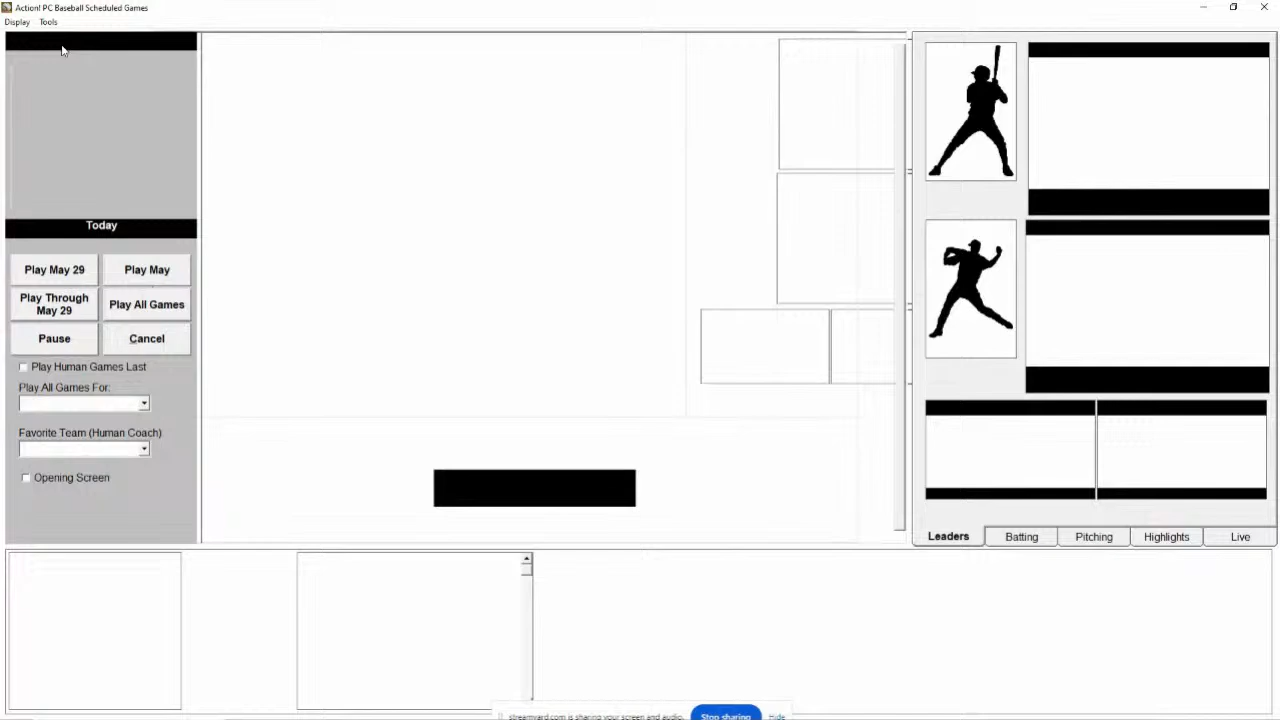 Action! PC Baseball Scheduled Games
Display Tools
Today
Play May 29
Play May
Play Through
May 29
Play All Games
Pause
Cancel
Play Human Games Last
Play All Games For:
Favorite Team (Human Coach)
Opening Screen
Leaders
Batting
Pitching
Highlights
Live
streamyard.com is sharing your screen and audio.
Stop sharing
Hide